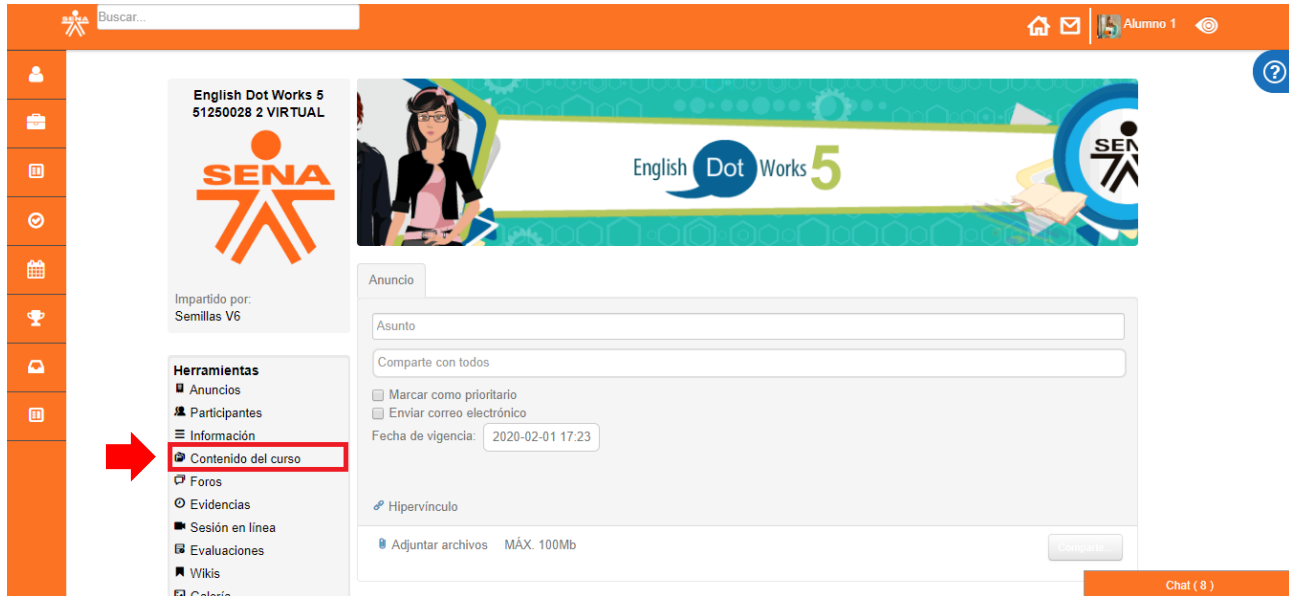 SENA
Buscar...
Alumno 1
English Dot Works 5
51250028 2 VIRTUAL
SENA
Impartido por:
Semillas V6
English Dot Works 5
SEN
Anuncio
Asunto
Comparte con todos
Marcar como prioritario
Enviar correo electrónico
Fecha de vigencia: 2020-02-01 17:23
Hipervínculo
Adjuntar archivos MÁX. 100Mb
Comparte...
Herramientas
Anuncios
Participantes
Información
Contenido del curso
Foros
Evidencias
Sesión en línea
Evaluaciones
Wikis
Galería
Chat ( 8 )